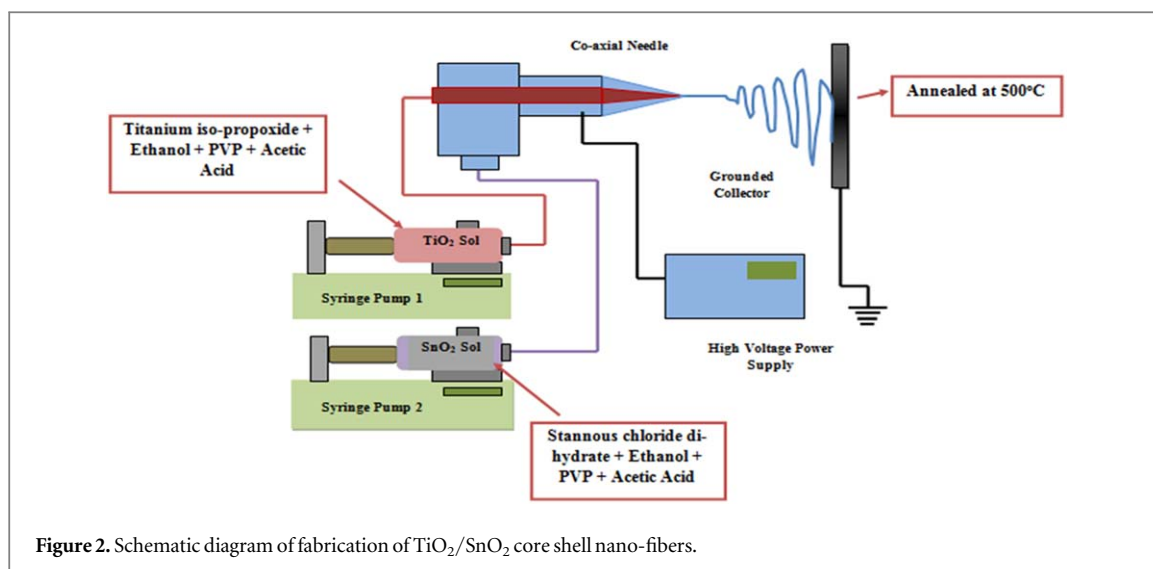 Co-axial Needle
Annealed at 500°C
Titanium iso-propoxide +
Ethanol + PVP + Acetic
Acid
Grounded
Collector
TiO₂ Sol
Syringe Pump 1
SnO₂ Sol
Syringe Pump 2
High Voltage Power
Supply
Stannous chloride di-
hydrate + Ethanol +
PVP + Acetic Acid
Figure 2. Schematic diagram of fabrication of TiO₂/SnO₂ core shell nano-fibers.